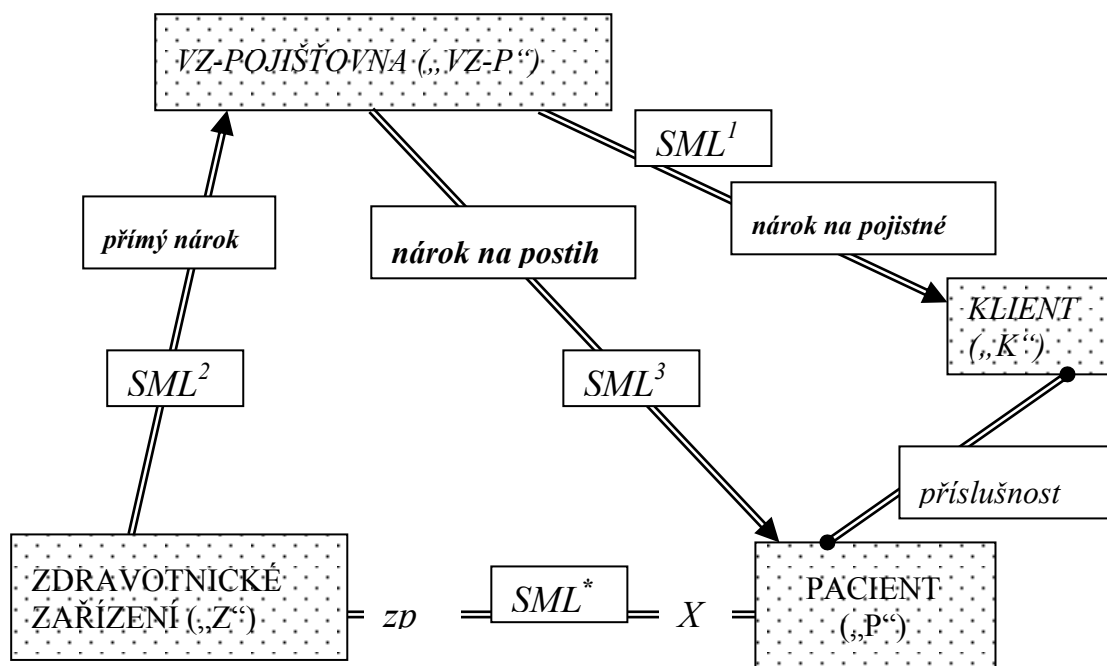 VZ-POJIŠŤOVNA („VZ-P“)
SML¹
přímý nárok
nárok na postih
nárok na pojistné
KLIENT
(„K“)
SML²
SML³
příslušnost
ZDRAVOTNICKÉ
ZAŘÍZENÍ („Z“)
zp
SML*
X
PACIENT
(„P“)